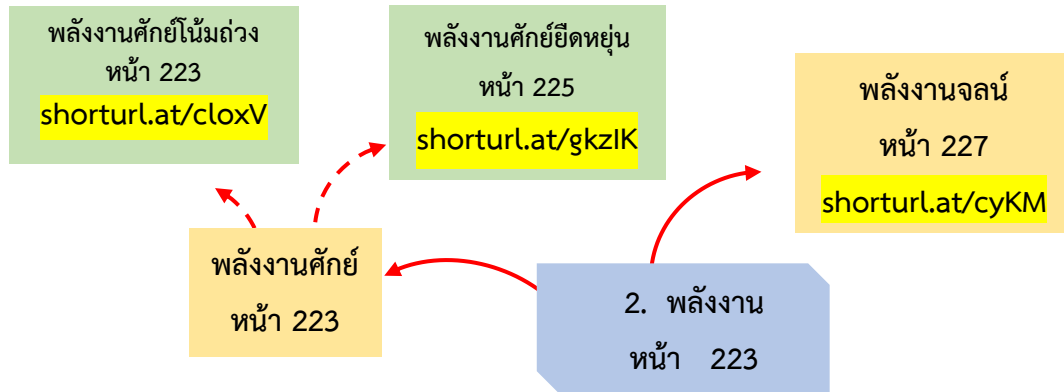 พลังงานศักย์โน้มถ่วง
หน้า 223
shorturl.at/cloxV
พลังงานศักย์ยืดหยุ่น
หน้า 225
shorturl.at/gkzIK
พลังงานจลน์
หน้า 227
shorturl.at/cyKM
พลังงานศักย์
หน้า 223
2. พลังงาน
หน้า 223